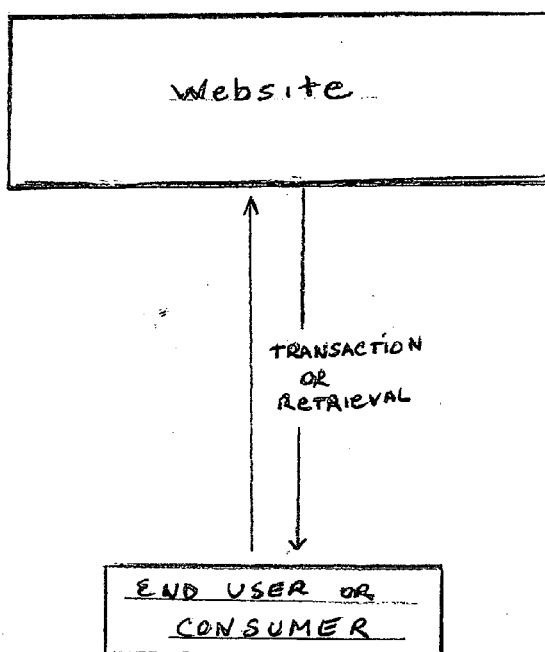 Website
TRANSACTION
OR
RETRIEVAL
END USER OR
CONSUMER